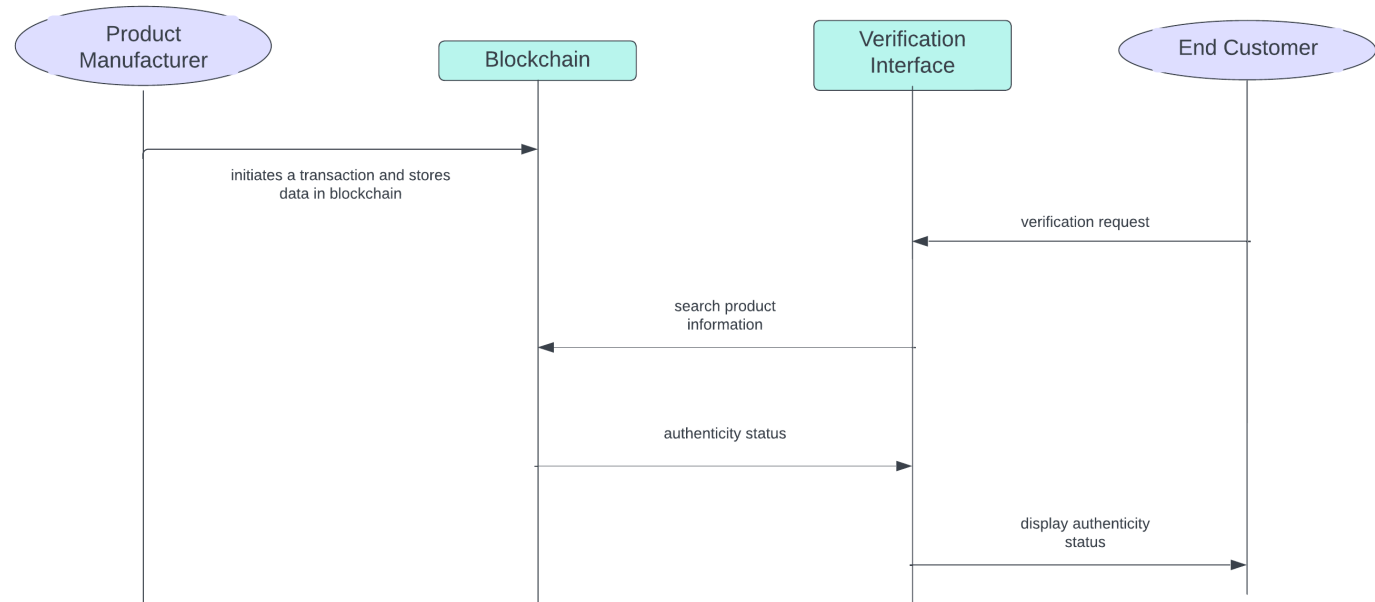 Product
Manufacturer
Blockchain
Verification
Interface
End Customer
initiates a transaction and stores
data in blockchain
verification request
search product
information
authenticity status
display authenticity
status